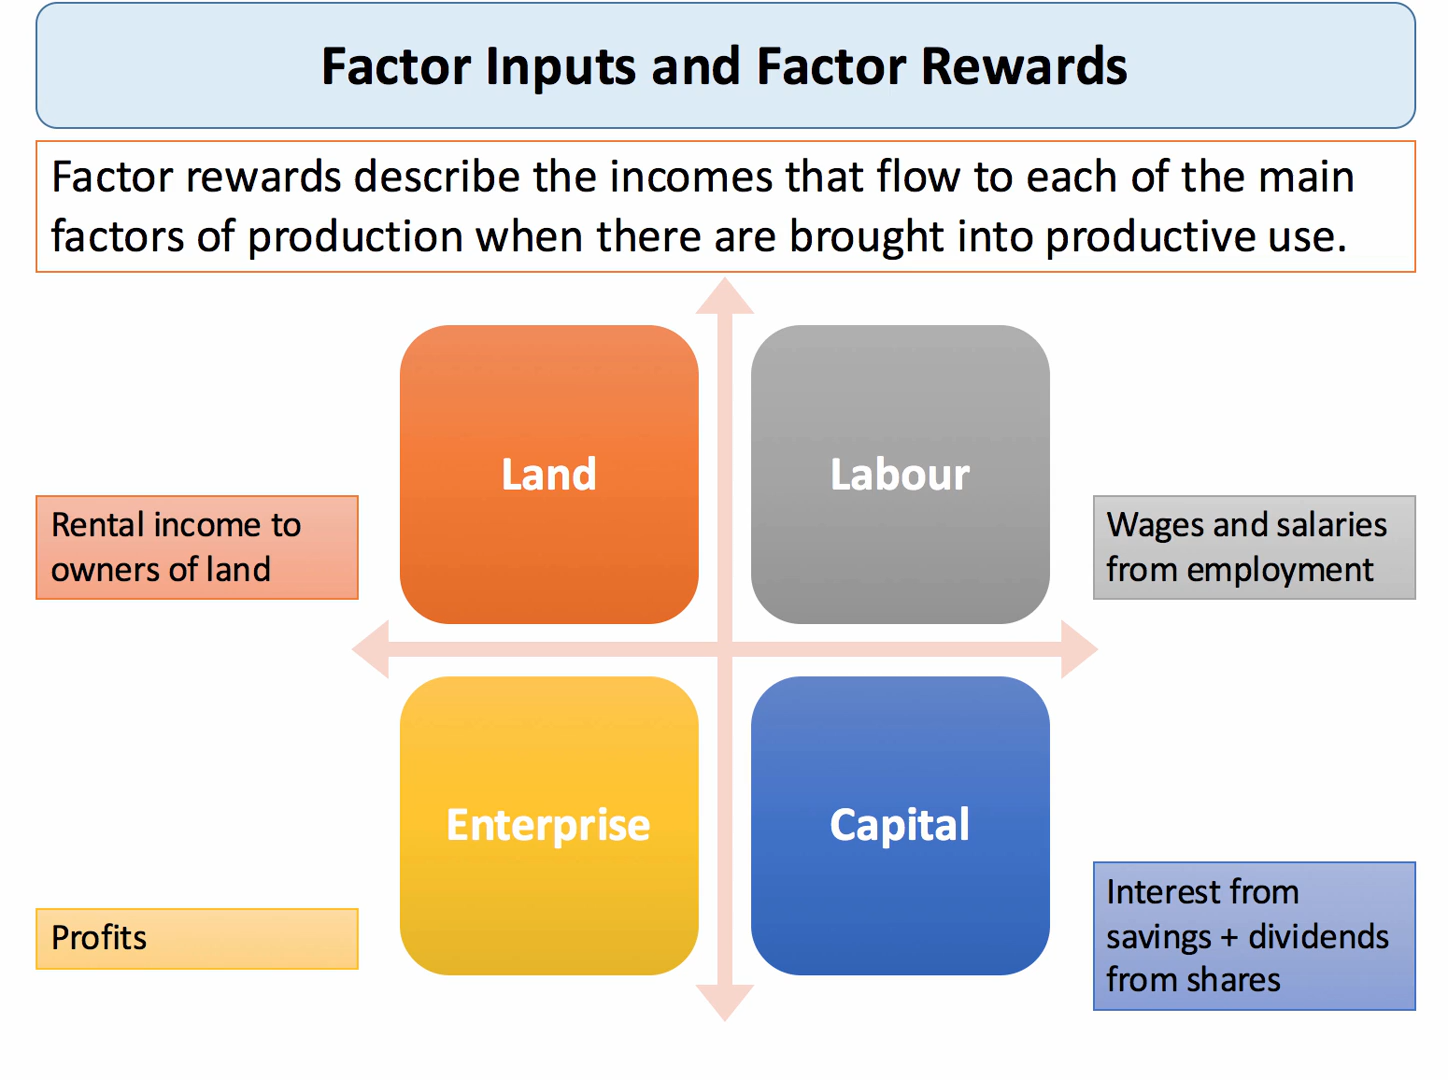 Factor Inputs and Factor Rewards
Factor rewards describe the incomes that flow to each of the main
factors of production when there are brought into productive use.
Land
Labour
Rental income to
owners of land
Wages and salaries
from employment
Enterprise
Capital
Profits
Interest from
savings + dividends
from shares